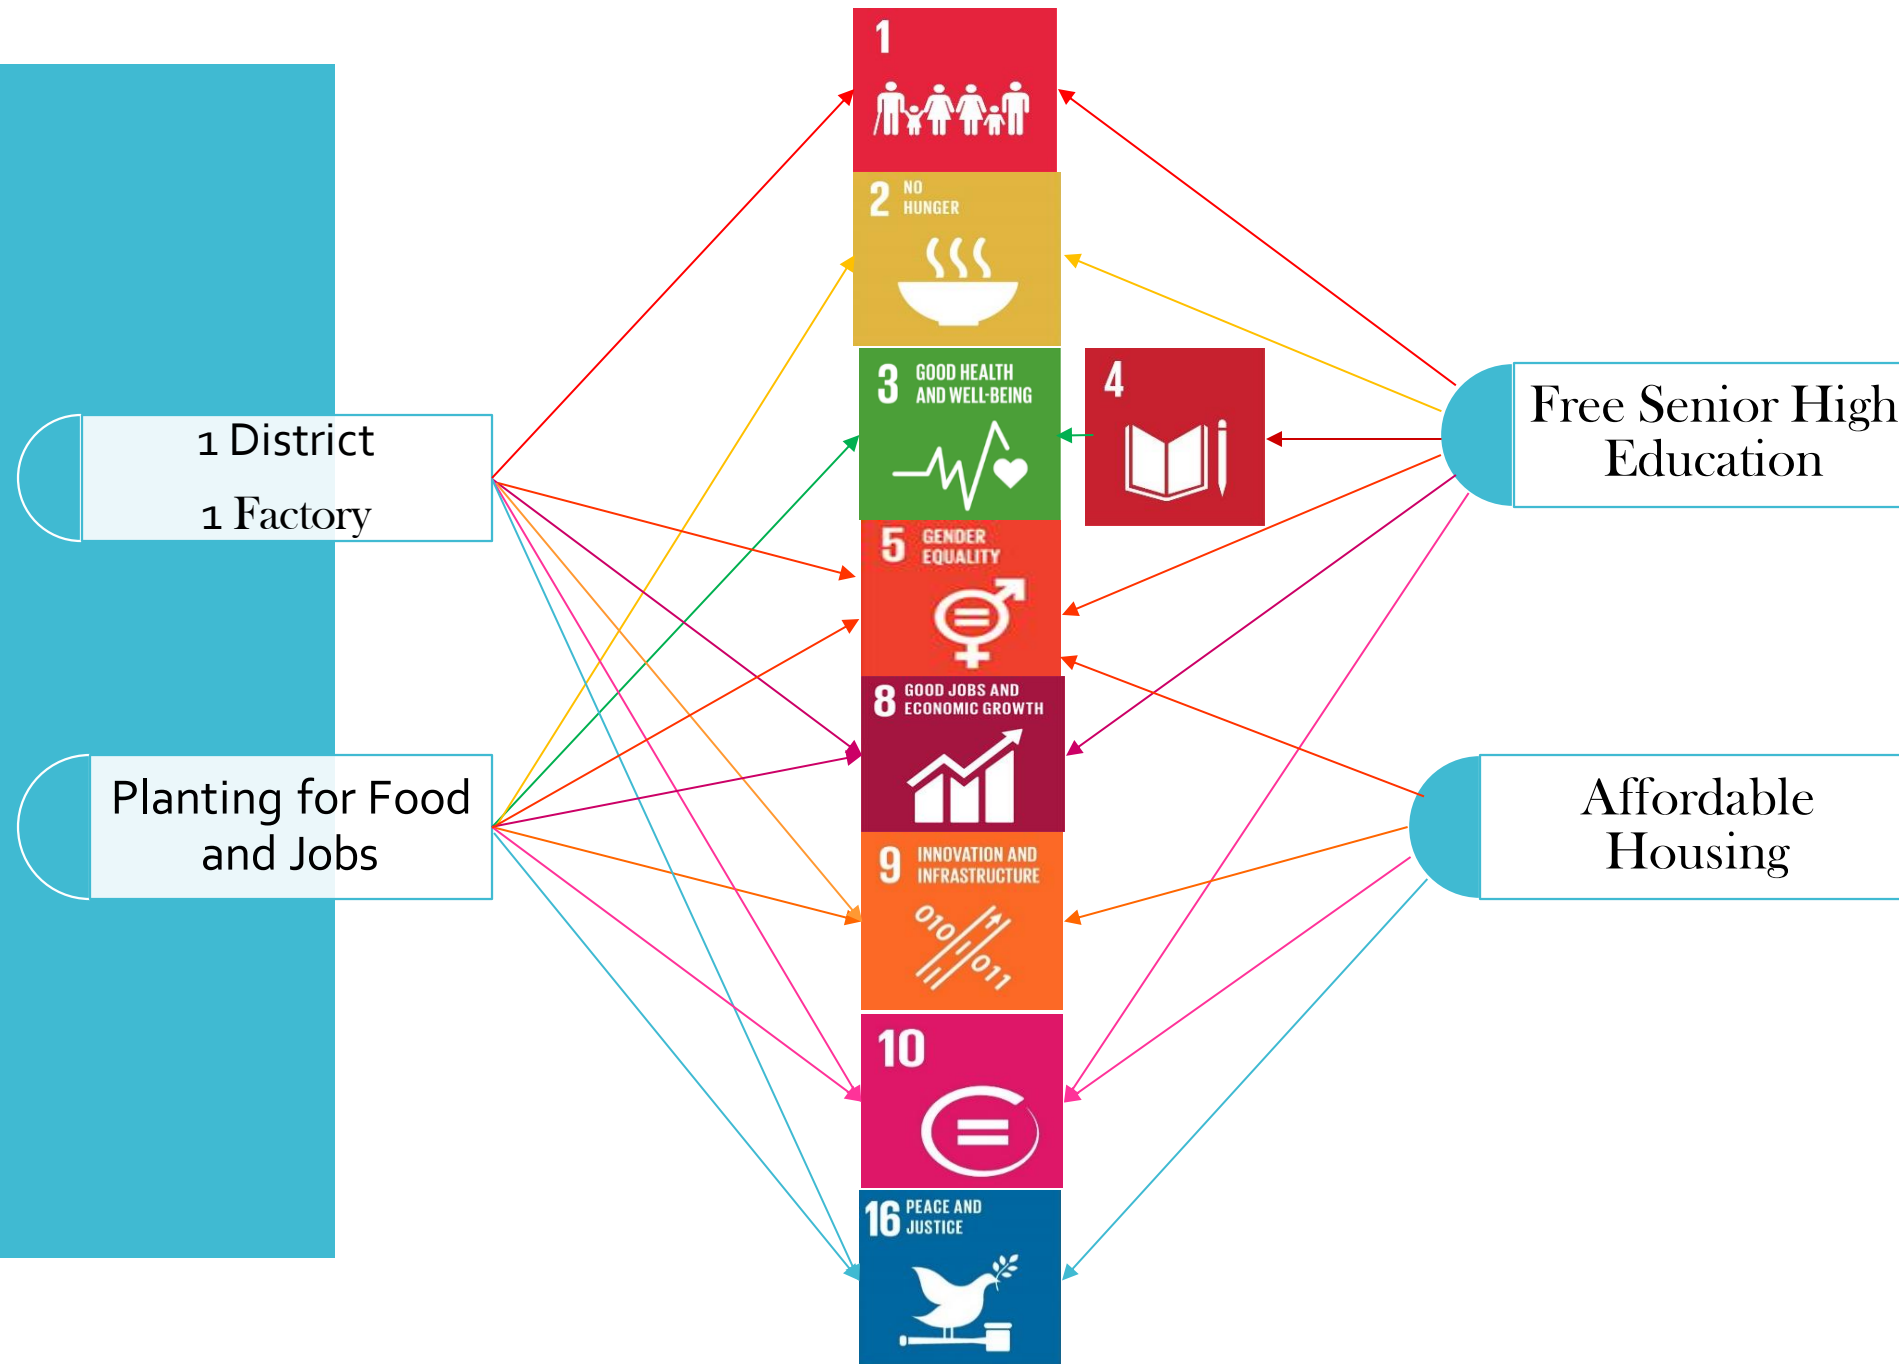 1
2 NO
HUNGER
3 GOOD HEALTH
AND WELL-BEING
4
5 GENDER
EQUALITY
8 GOOD JOBS AND
ECONOMIC GROWTH
9 INNOVATION AND
INFRASTRUCTURE
010
011
10
16 PEACE AND
JUSTICE
1 District
1 Factory
Planting for Food
and Jobs
Free Senior High
Education
Affordable
Housing